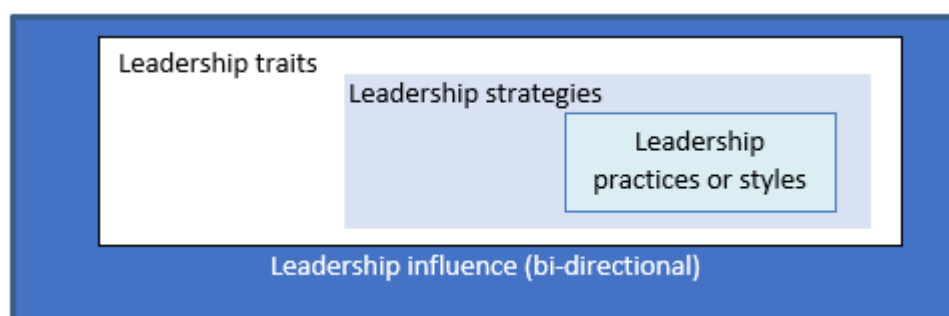 Leadership traits
Leadership strategies
Leadership
practices or styles
Leadership influence (bi-directional)